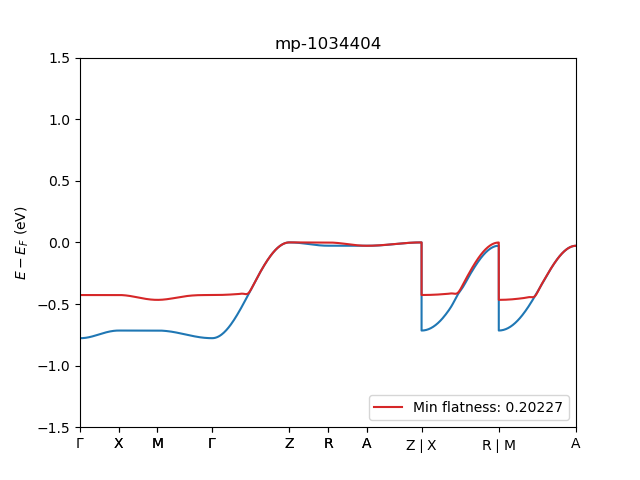 mp-1034404
E − E_F (eV)
1.5
1.0
0.5
0.0
−0.5
−1.0
−1.5
Min flatness: 0.20227
Γ X M Γ Z R A Z | X R | M A